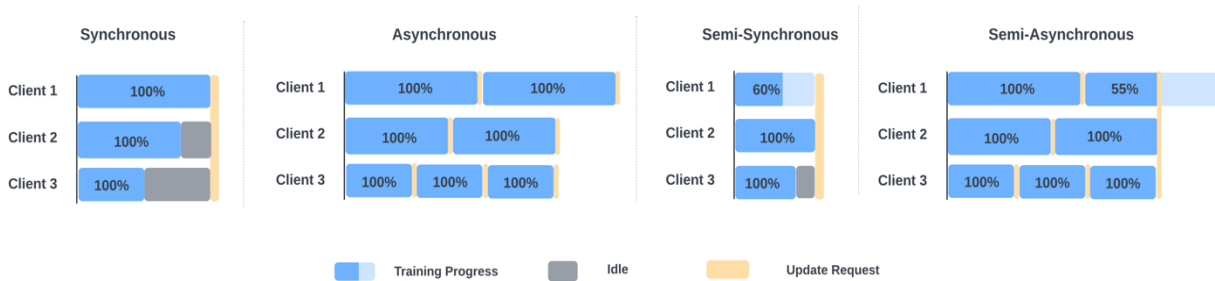 Synchronous
Asynchronous
Semi-Synchronous
Semi-Asynchronous
Client 1
100%
Client 2
100%
Client 3
100%
Client 1
100% 100%
Client 2
100% 100%
Client 3
100% 100% 100%
Client 1
60%
Client 2
100%
Client 3
100%
Client 1
100% 55%
Client 2
100% 100%
Client 3
100% 100% 100%
Training Progress
Idle
Update Request